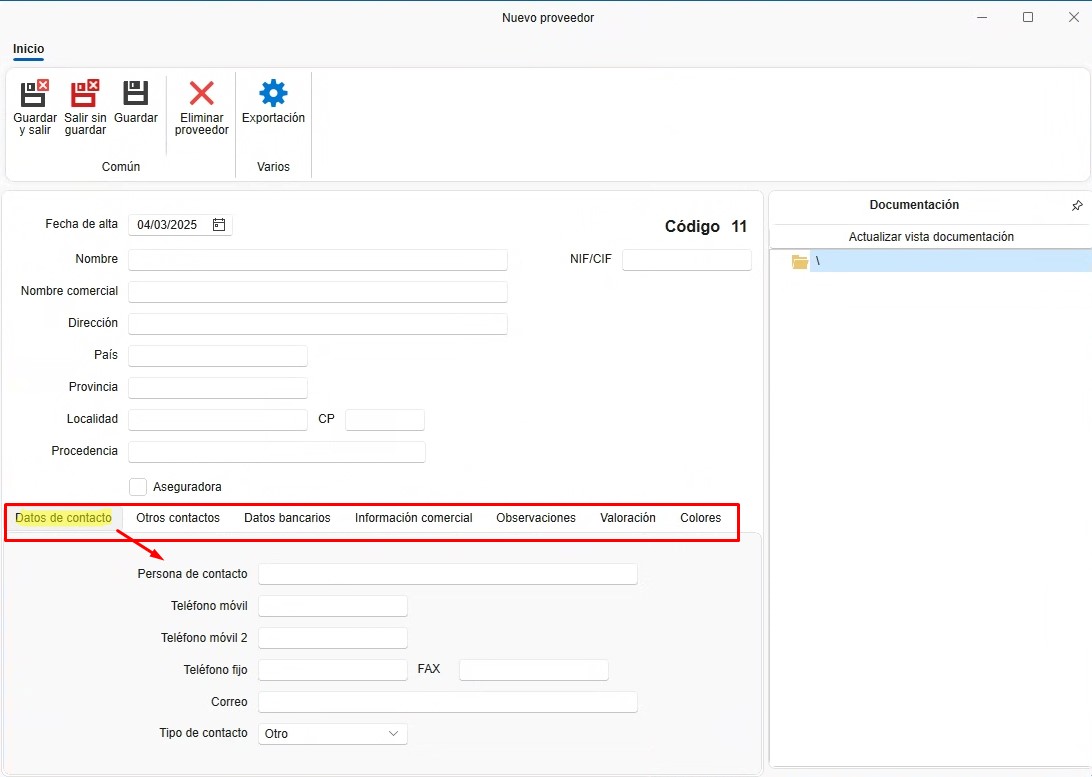 Nuevo proveedor
Inicio
Guardar y salir
Salir sin guardar
Guardar
Eliminar proveedor
Exportación
Común
Varios
Fecha de alta 04/03/2025
Código 11
Nombre
NIF/CIF
Nombre comercial
Dirección
País
Provincia
Localidad
CP
Procedencia
Aseguradora
Datos de contacto Otros contactos Datos bancarios Información comercial Observaciones Valoración Colores
Persona de contacto
Teléfono móvil
Teléfono móvil 2
Teléfono fijo
FAX
Correo
Tipo de contacto Otro
Documentación
Actualizar vista documentación
\